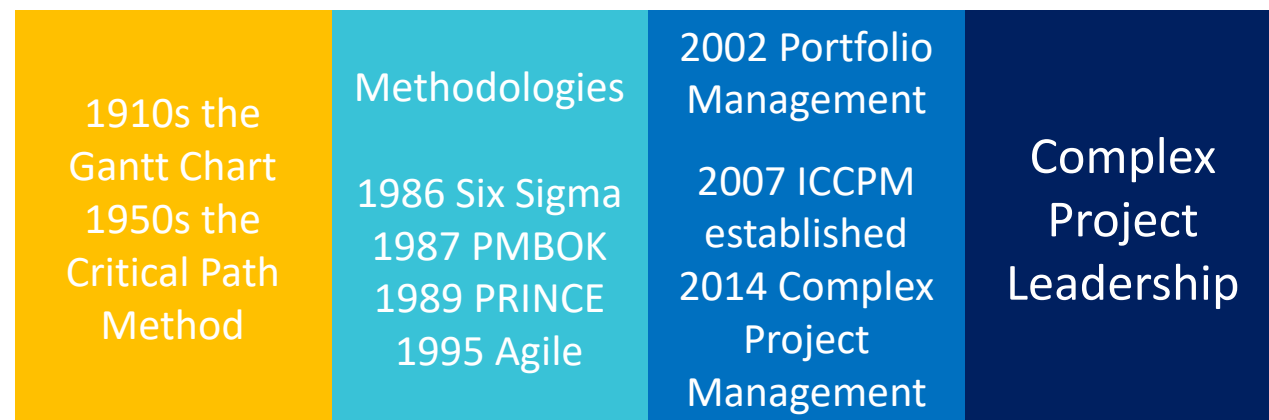 1910s the
Gantt Chart
1950s the
Critical Path
Method
Methodologies
1986 Six Sigma
1987 PMBOK
1989 PRINCE
1995 Agile
2002 Portfolio
Management
2007 ICCPM
established
2014 Complex
Project
Management
Complex
Project
Leadership